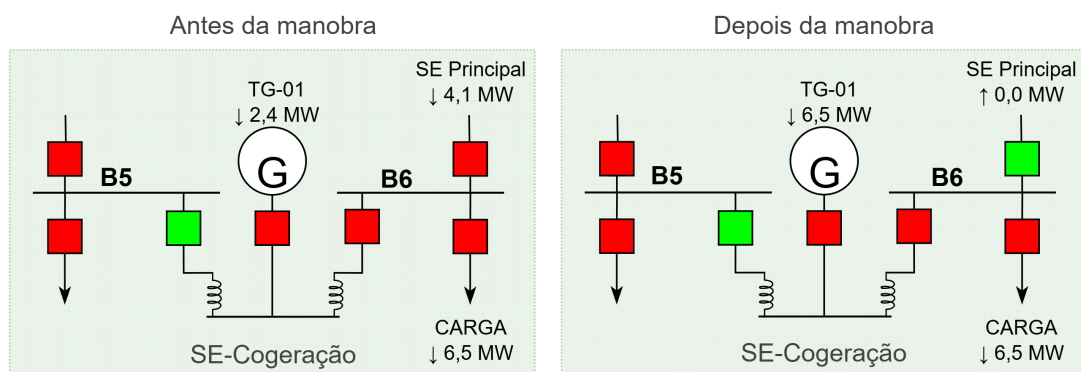 Antes da manobra
SE Principal
↓ 4,1 MW
TG-01
↓ 2,4 MW
G
B5
B6
CARGA
↓ 6,5 MW
SE-Cogeração
Depois da manobra
SE Principal
↑ 0,0 MW
TG-01
↓ 6,5 MW
G
B5
B6
CARGA
↓ 6,5 MW
SE-Cogeração